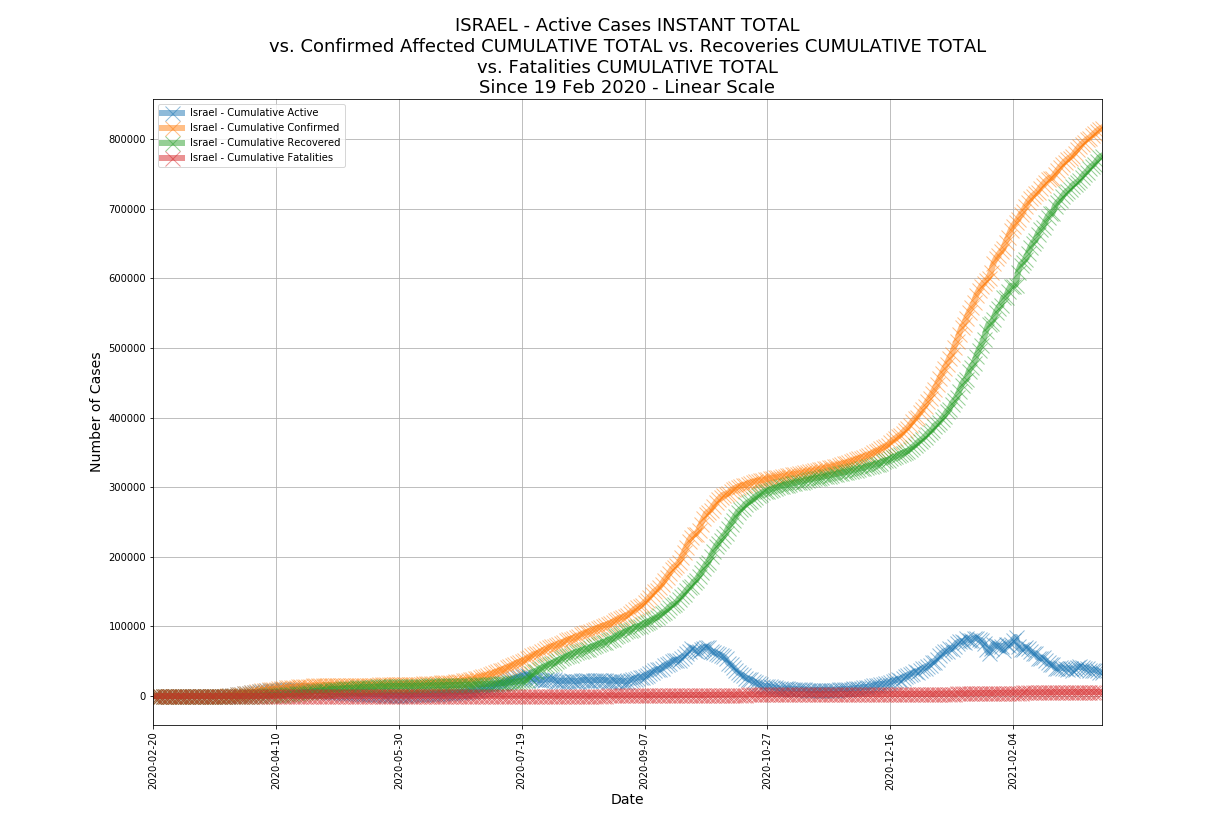 ISRAEL - Active Cases INSTANT TOTAL
vs. Confirmed Affected CUMULATIVE TOTAL vs. Recoveries CUMULATIVE TOTAL
vs. Fatalities CUMULATIVE TOTAL
Since 19 Feb 2020 - Linear Scale
Israel - Cumulative Active
Israel - Cumulative Confirmed
Israel - Cumulative Recovered
Israel - Cumulative Fatalities
Number of Cases
800000
700000
600000
500000
400000
300000
200000
100000
0
2020-02-20
2020-04-10
2020-05-30
2020-07-19
2020-09-07
2020-10-27
2020-12-16
2021-02-04
Date